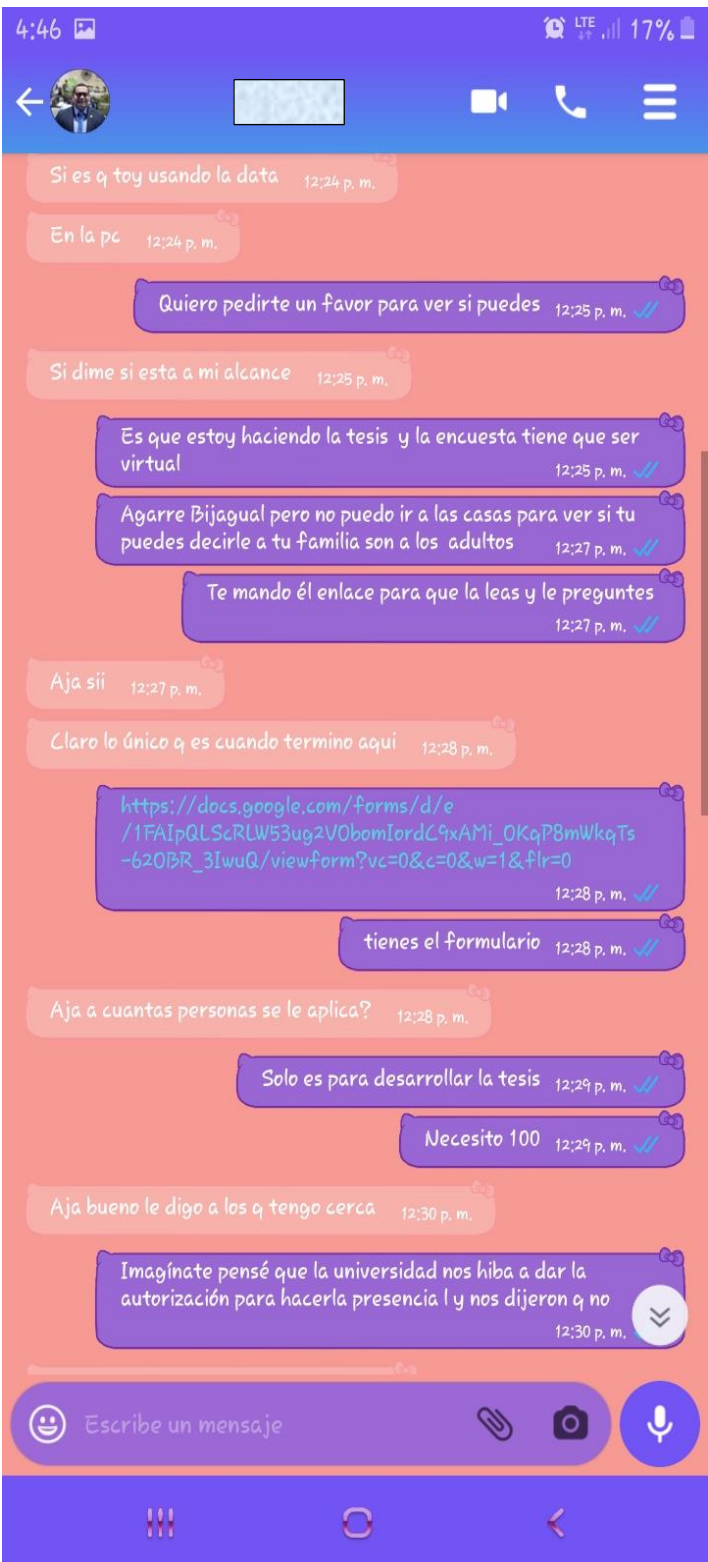 4:46 LTE 17%
Si es q toy usando la data 12:24 p. m.
En la pc 12:24 p. m.
Quiero pedirte un favor para ver si puedes 12:25 p. m.
Si dime si esta a mi alcance 12:25 p. m.
Es que estoy haciendo la tesis y la encuesta tiene que ser
virtual
12:25 p. m.
Agarre Bijagual pero no puedo ir a las casas para ver si tu
puedes decirle a tu familia son a los adultos 12:27 p. m.
Te mando él enlace para que la leas y le preguntes
12:27 p. m.
Aja sii 12:27 p. m.
Claro lo único q es cuando termino aqui 12:28 p. m.
https://docs.google.com/forms/d/e
/1FAIpQLScRLW53ug2VObomIordC9xAMi_OKqP8mWkqTs
-62OBR_3IwuQ/viewform?vc=0&c=0&w=1&flr=0
12:28 p. m.
tienes el formulario 12:28 p. m.
Aja a cuantas personas se le aplica? 12:28 p. m.
Solo es para desarrollar la tesis 12:29 p. m.
Necesito 100 12:29 p. m.
Aja bueno le digo a los q tengo cerca 12:30 p. m.
Imagínate pensé que la universidad nos hiba a dar la
autorización para hacerla presencia l y nos dijeron q no
12:30 p. m.
Escribe un mensaje